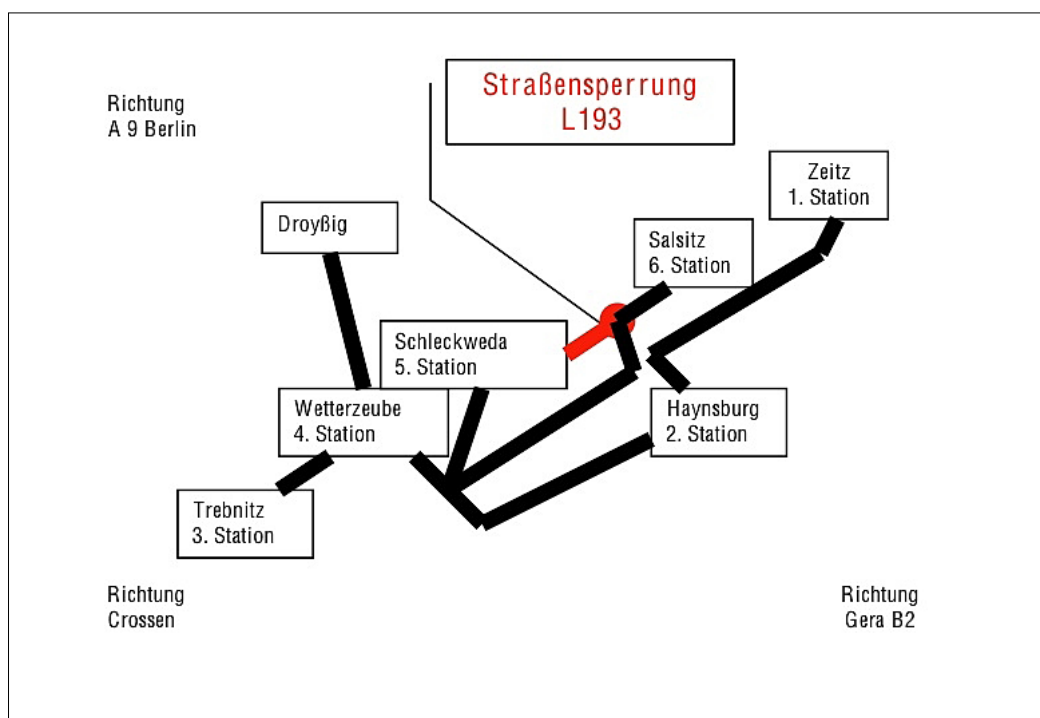 Straßensperrung
L193
Richtung
A 9 Berlin
Zeitz
1. Station
Droyßig
Salsitz
6. Station
Schleckweda
5. Station
Wetterzeube
4. Station
Haynsburg
2. Station
Trebnitz
3. Station
Richtung
Crossen
Richtung
Gera B2